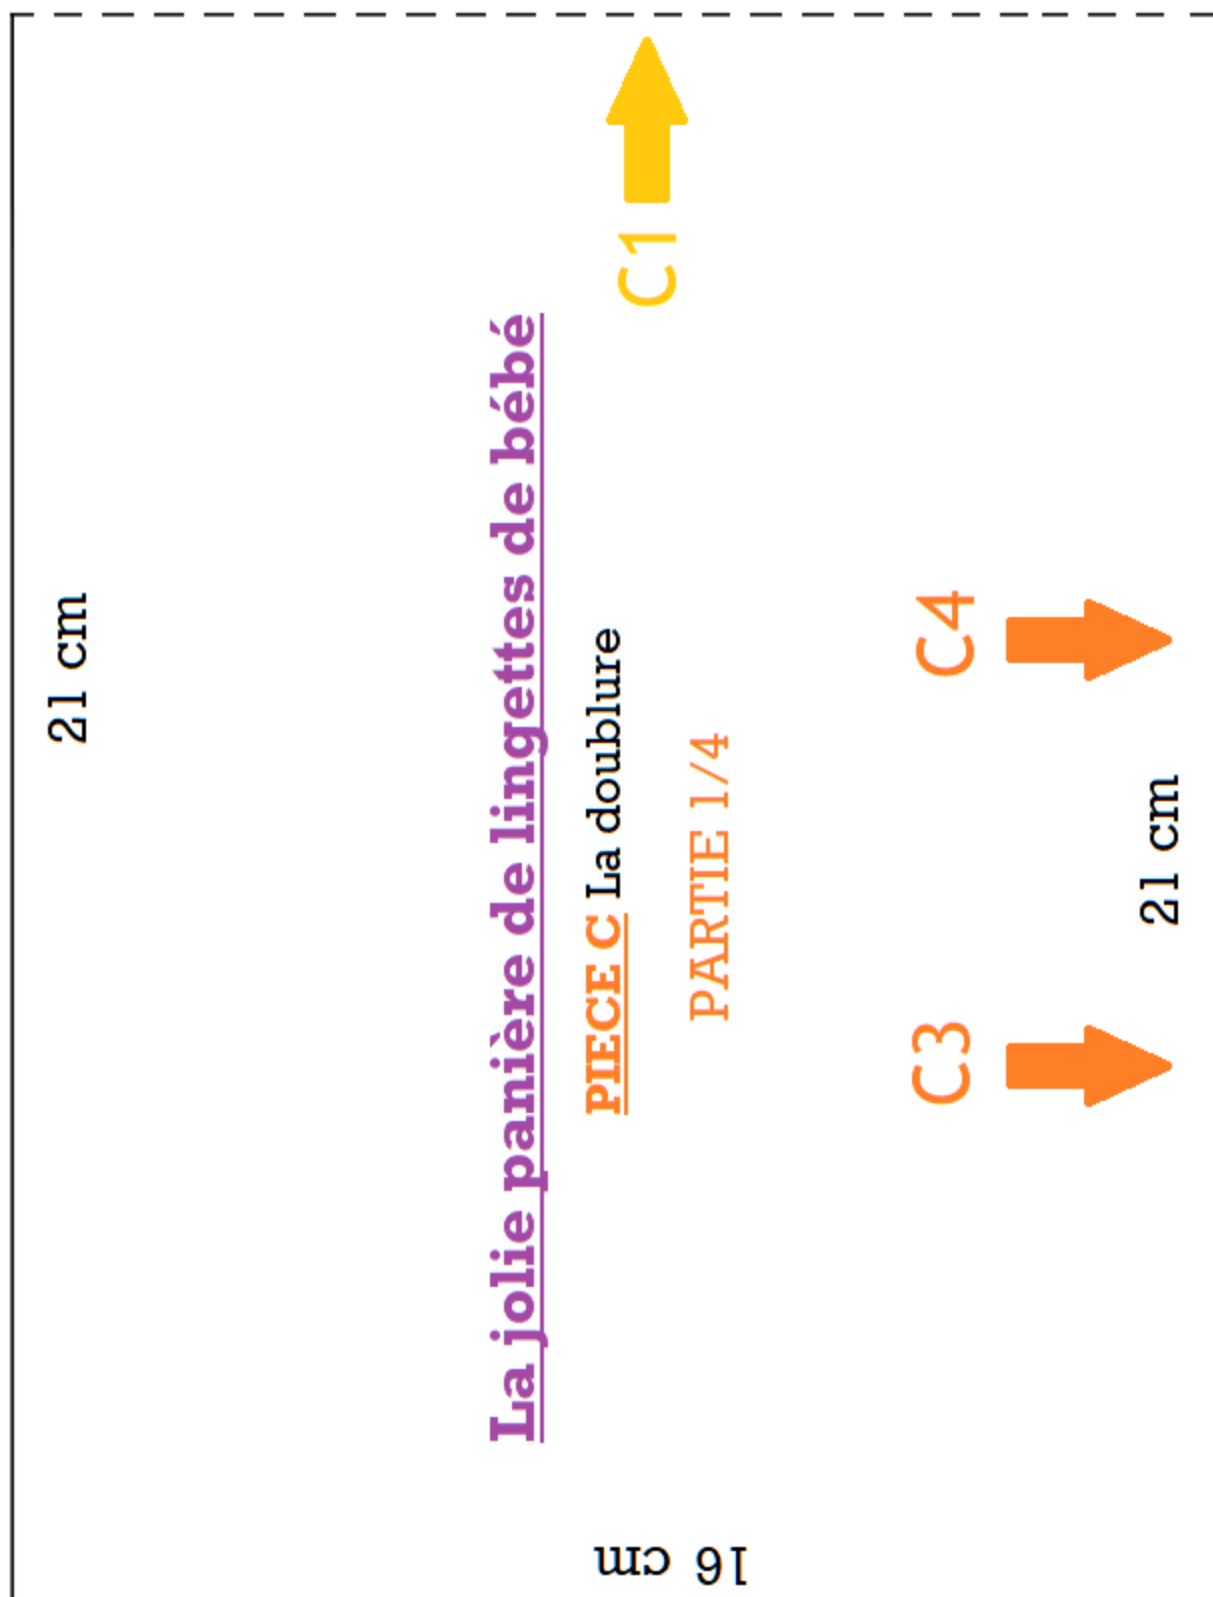 21 cm
La jolie panière de lingettes de bébé
PIECE C La doublure
C1
PARTIE 1/4
C3
C4
21 cm
16 cm